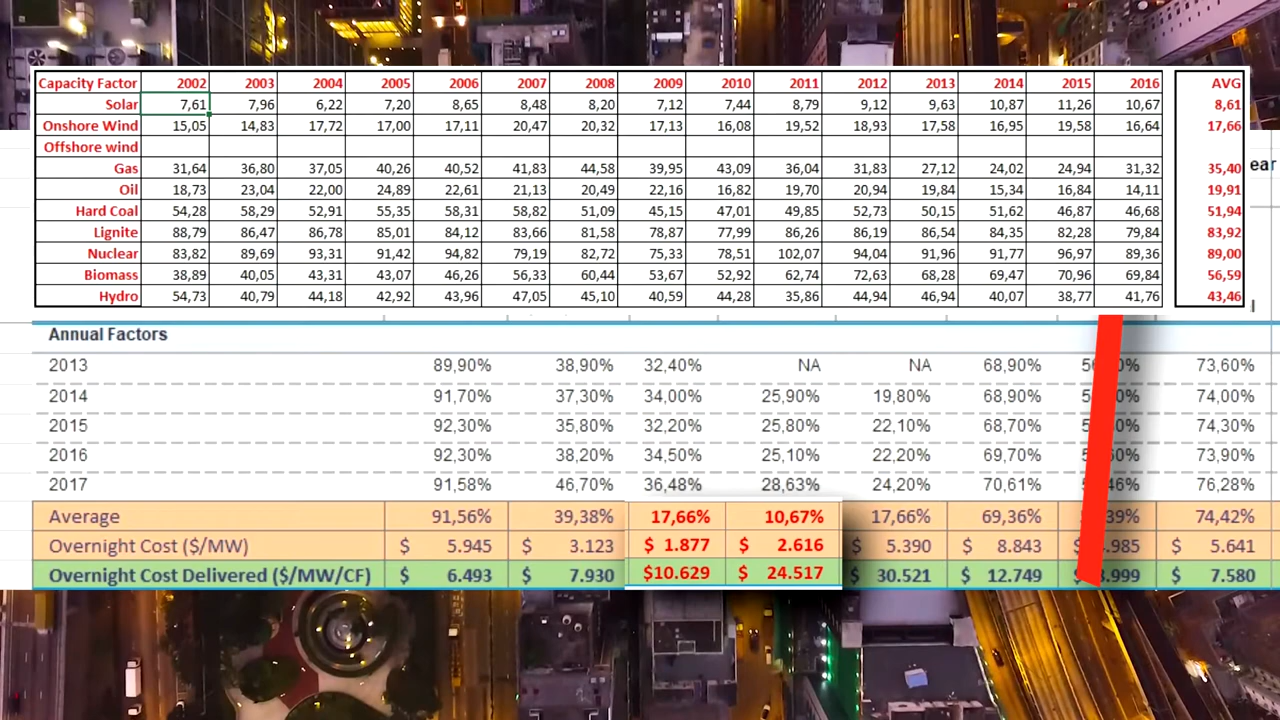 Capacity Factor 2002 2003 2004 2005 2006 2007 2008 2009 2010 2011 2012 2013 2014 2015 2016 AVG
Solar 7,61 7,96 6,22 7,20 8,65 8,48 8,20 7,12 7,44 8,79 9,12 9,63 10,87 11,26 10,67 8,61
Onshore Wind 15,05 14,83 17,72 17,00 17,11 20,47 20,32 17,13 16,08 19,52 18,93 17,58 16,95 19,58 16,64 17,66
Offshore wind
Gas 31,64 36,80 37,05 40,26 40,52 41,83 44,58 39,95 43,09 36,04 31,83 27,12 24,02 24,94 31,32 35,40 ear
Oil 18,73 23,04 22,00 24,89 22,61 21,13 20,49 22,16 16,82 19,70 20,94 19,84 15,34 16,84 14,11 19,91
Hard Coal 54,28 58,29 52,91 55,35 58,31 58,82 51,09 45,15 47,01 49,85 52,73 50,15 51,62 46,87 46,68 51,94
Lignite 88,79 86,47 86,78 85,01 84,12 83,66 81,58 78,87 77,99 86,26 86,19 86,54 84,35 82,28 79,84 83,92
Nuclear 83,82 89,69 93,31 91,42 94,82 79,19 82,72 75,33 78,51 102,07 94,04 91,96 91,77 96,97 89,36 89,00
Biomass 38,89 40,05 43,31 43,07 46,26 56,33 60,44 53,67 52,92 62,74 72,63 68,28 69,47 70,96 69,84 56,59
Hydro 54,73 40,79 44,18 42,92 43,96 47,05 45,10 40,59 44,28 35,86 44,94 46,94 40,07 38,77 41,76 43,46
Annual Factors
2013 89,90% 38,90% 32,40% NA NA 68,90% 73,60%
2014 91,70% 37,30% 34,00% 25,90% 19,80% 68,90% 74,00%
2015 92,30% 35,80% 32,20% 25,80% 22,10% 68,70% 74,30%
2016 92,30% 38,20% 34,50% 25,10% 22,20% 69,70% 73,90%
2017 91,58% 46,70% 36,48% 28,63% 24,20% 70,61% 76,28%
Average 91,56% 39,38% 17,66% 10,67% 17,66% 69,36% 74,42%
Overnight Cost ($/MW) $ 5.945 $ 3.123 $ 1.877 $ 2.616 $ 5.390 $ 8.843 $ 5.641
Overnight Cost Delivered ($/MW/CF) $ 6.493 $ 7.930 $10.629 $ 24.517 $ 30.521 $ 12.749 $ 7.580